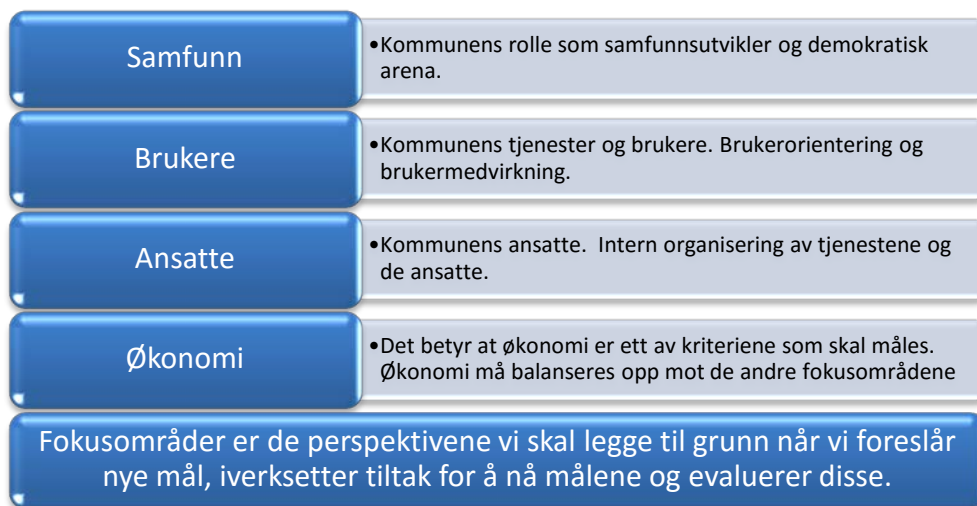 Samfunn
•Kommunens rolle som samfunnsutvikler og demokratisk
arena.
Brukere
•Kommunens tjenester og brukere. Brukerorientering og
brukermedvirkning.
Ansatte
•Kommunens ansatte.  Intern organisering av tjenestene og
de ansatte.
Økonomi
•Det betyr at økonomi er ett av kriteriene som skal måles.
Økonomi må balanseres opp mot de andre fokusområdene
Fokusområder er de perspektivene vi skal legge til grunn når vi foreslår
nye mål, iverksetter tiltak for å nå målene og evaluerer disse.